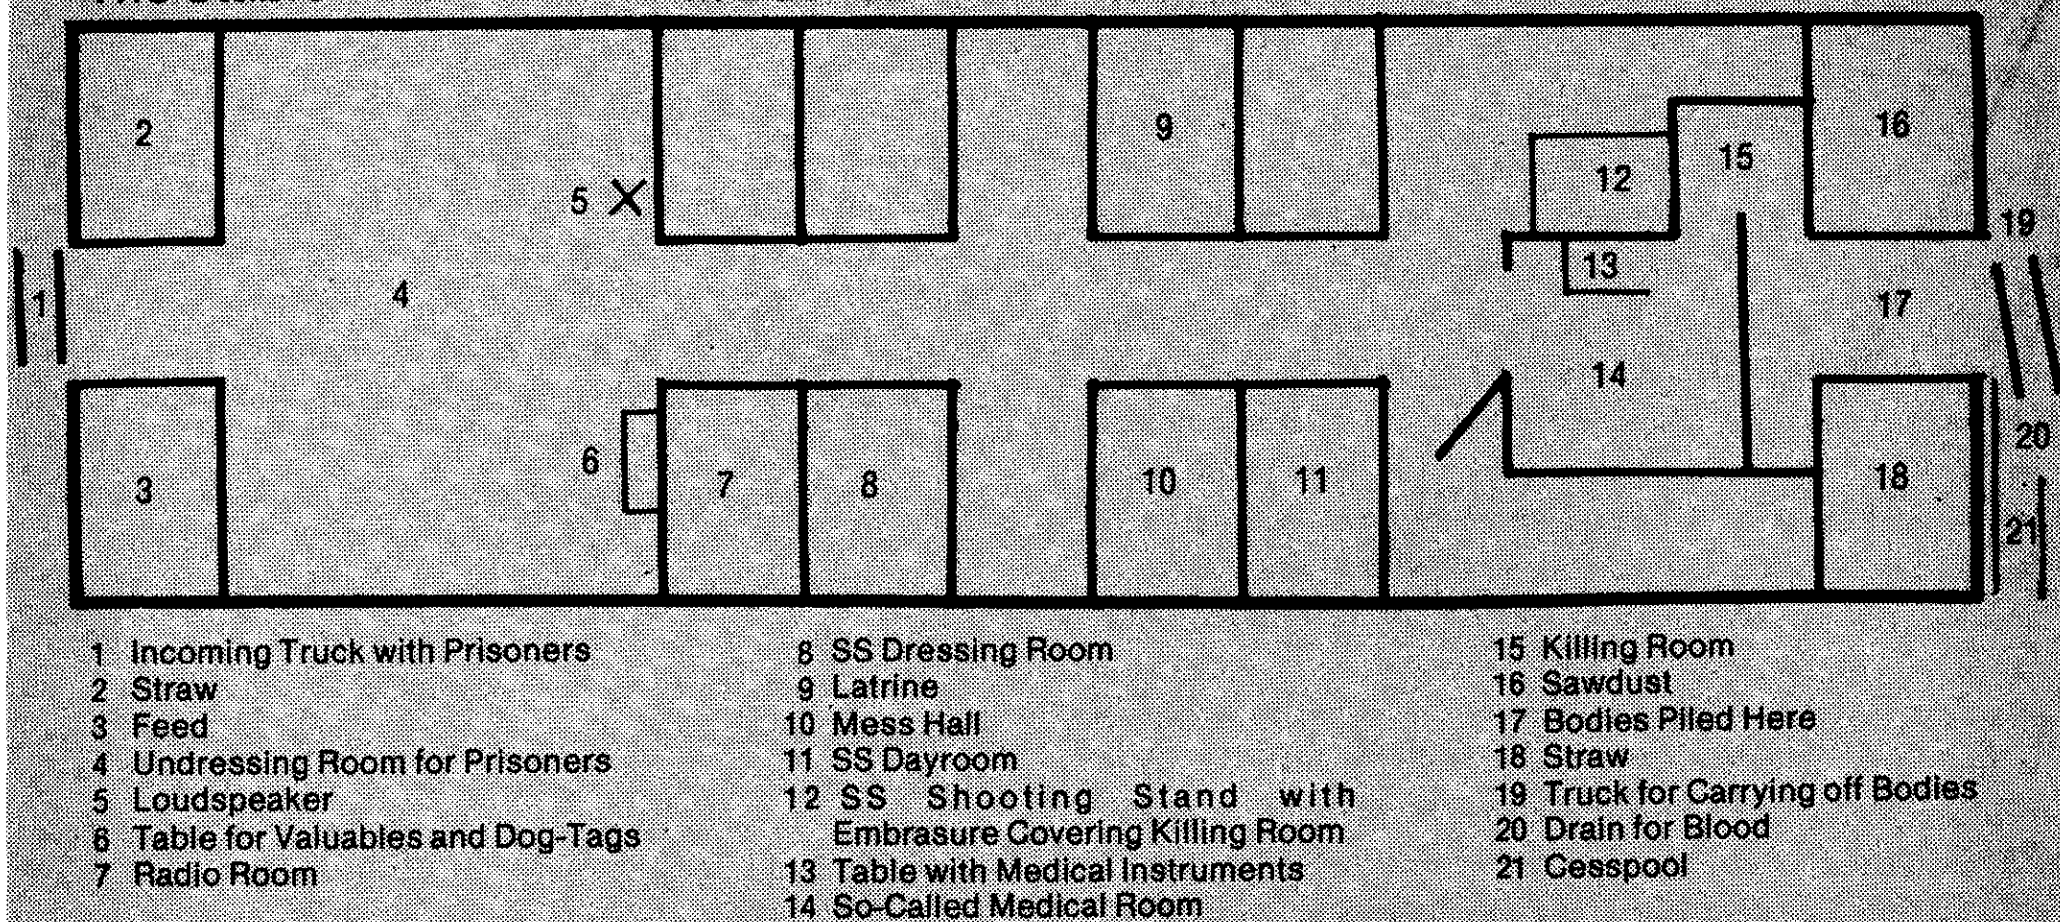 2
9
16
12
15
5
19
13
1
4
17
14
20
6
7
8
10
11
18
3
21
1 Incoming Truck with Prisoners
2 Straw
3 Feed
4 Undressing Room for Prisoners
5 Loudspeaker
6 Table for Valuables and Dog-Tags
7 Radio Room
8 SS Dressing Room
9 Latrine
10 Mess Hall
11 SS Dayroom
12 SS Shooting Stand with
Embrasure Covering Killing Room
13 Table with Medical Instruments
14 So-Called Medical Room
15 Killing Room
16 Sawdust
17 Bodies Piled Here
18 Straw
19 Truck for Carrying off Bodies
20 Drain for Blood
21 Cesspool